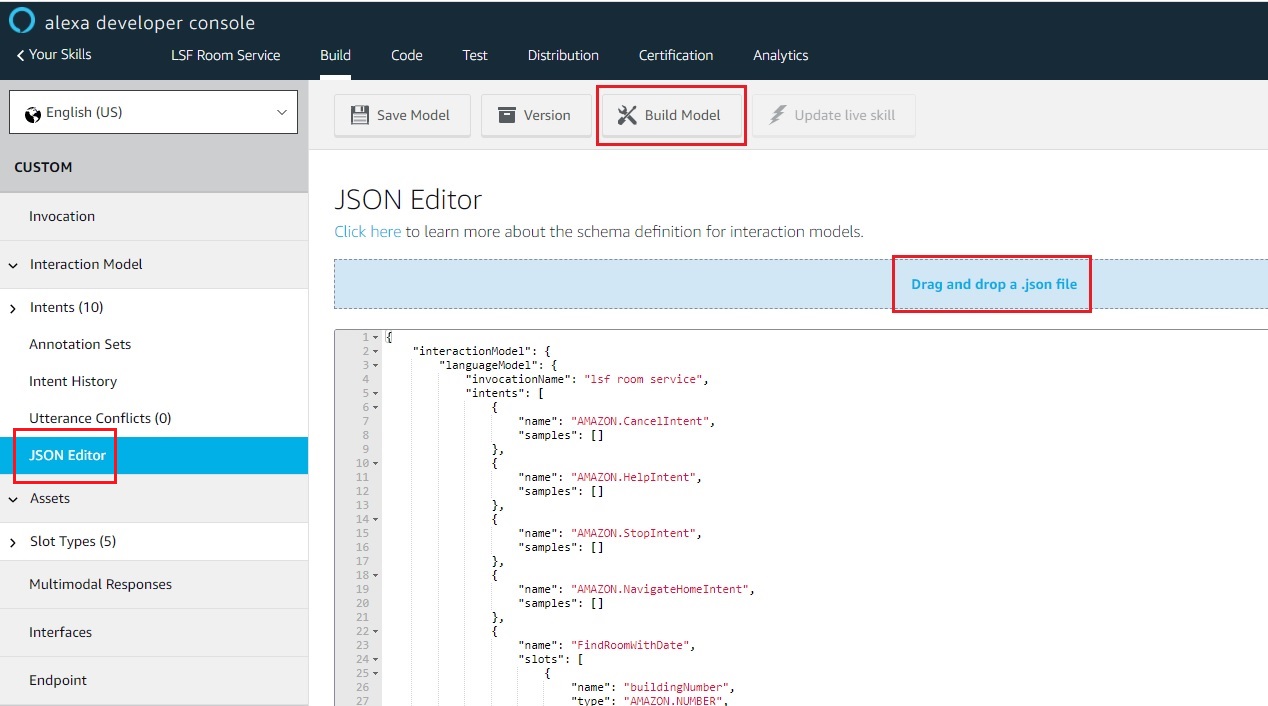 alexa developer console
Your Skills LSF Room Service Build Code Test Distribution Certification Analytics
English (US)
Save Model Version Build Model Update live skill
CUSTOM
Invocation
Interaction Model
Intents (10)
Annotation Sets
Intent History
Utterance Conflicts (0)
JSON Editor
Assets
Slot Types (5)
Multimodal Responses
Interfaces
Endpoint
JSON Editor
Click here to learn more about the schema definition for interaction models.
Drag and drop a .json file
1 {
2 "interactionModel": {
3 "languageModel": {
4 "invocationName": "lsf room service",
5 "intents": [
6 {
7 "name": "AMAZON.CancelIntent",
8 "samples": []
9 },
10 {
11 "name": "AMAZON.HelpIntent",
12 "samples": []
13 },
14 {
15 "name": "AMAZON.StopIntent",
16 "samples": []
17 },
18 {
19 "name": "AMAZON.NavigateHomeIntent",
20 "samples": []
21 },
22 {
23 "name": "FindRoomWithDate",
24 "slots": [
25 {
26 "name": "buildingNumber",
27 "type": "AMAZON.NUMBER",